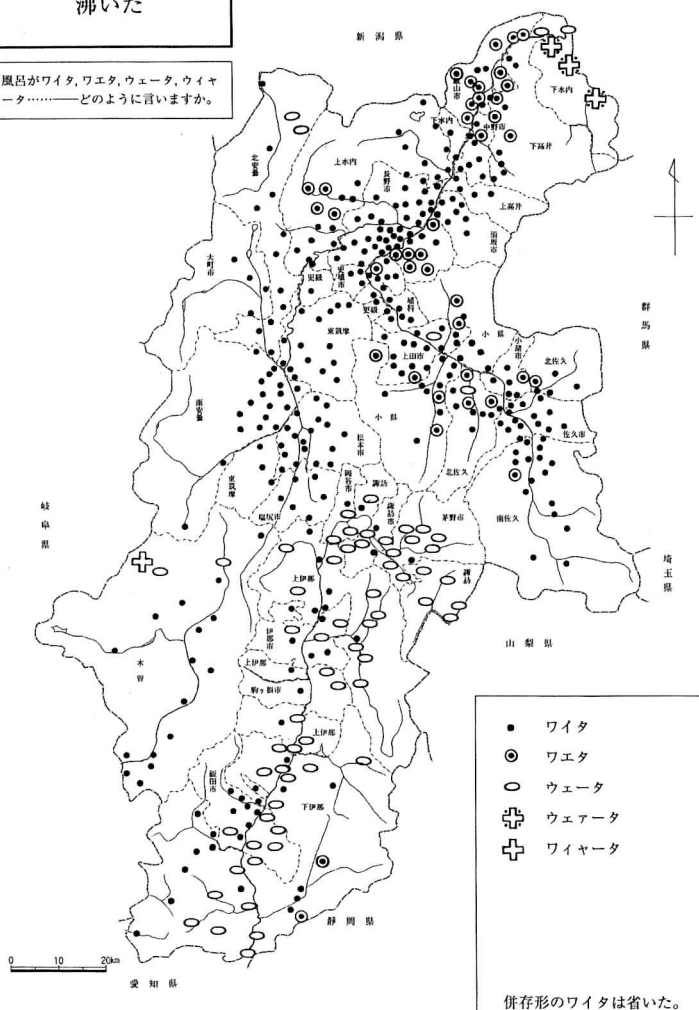 沸いた
風呂がワイタ, ワエタ, ウェータ, ウィャ
ータ……――どのように言いますか。
新潟県
飯山市
下水内
下水内
中野市
下高井
北安曇
上水内
長野市
上高井
須坂市
大町市
更級
更埴市
更級
埴科
群馬県
東筑摩
小県
小諸市
上田市
北佐久
南安曇
小県
佐久市
松本市
北佐久
東筑摩
岡谷市
諏訪
諏訪市
茅野市
南佐久
岐阜県
塩尻市
埼玉県
上伊那
諏訪
伊那市
山梨県
木曽
上伊那
駒ヶ根市
上伊那
飯田市
下伊那
静岡県
愛知県
0 10 20km
ワイタ
ワエタ
ウェータ
ウェァータ
ワィャータ
併存形のワイタは省いた。